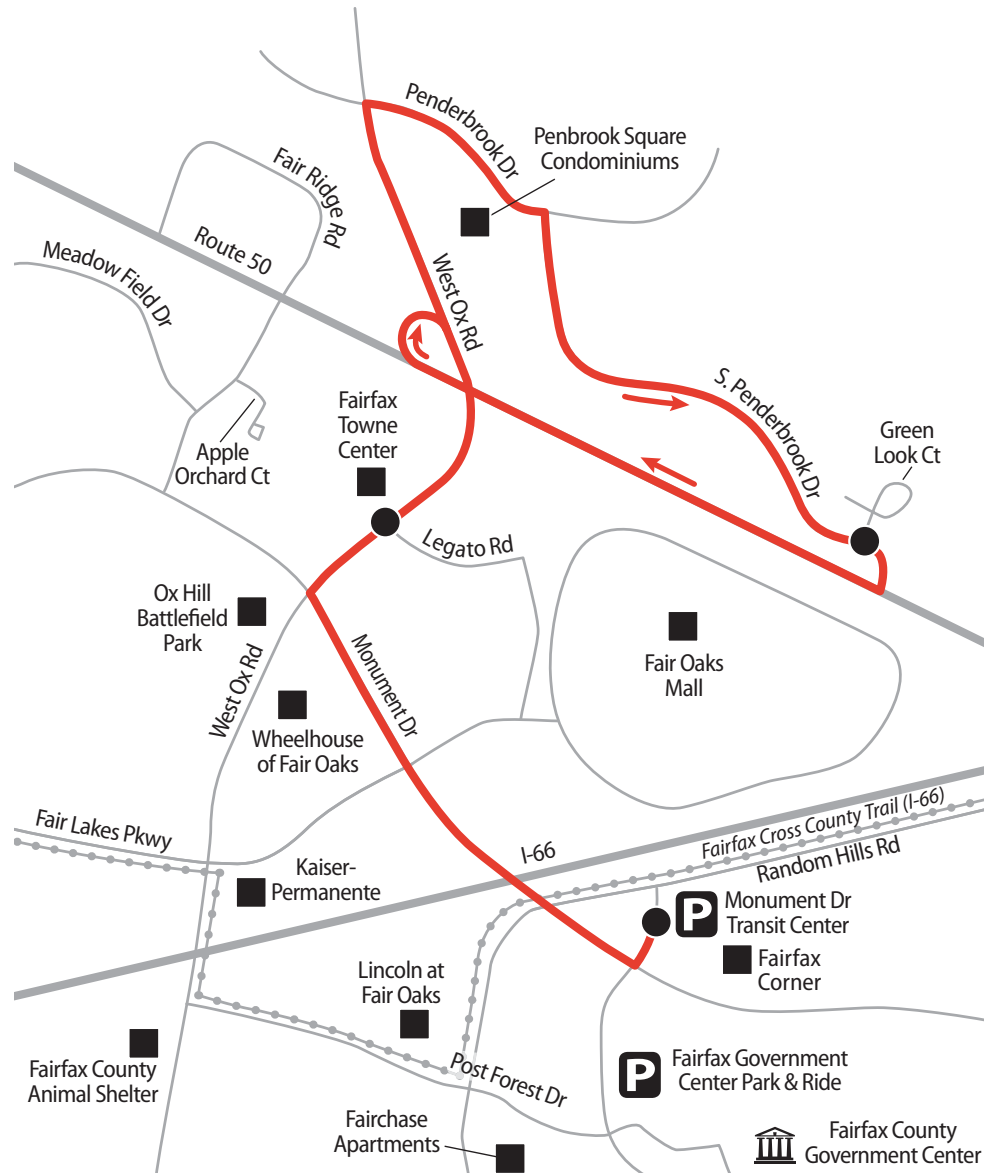 Penderbrook Dr
Penbrook Square
Condominiums
Fair Ridge
Rd
Route 50
Meadow Field Dr
West Ox Rd
S. Penderbrook Dr
Fairfax
Towne
Center
Green
Look Ct
Apple
Orchard Ct
Legato Rd
Ox Hill
Battlefield
Park
Monument Dr
Fair Oaks
Mall
West Ox Rd
Wheelhouse
of Fair Oaks
Fair Lakes Pkwy
Fairfax Cross County Trail (I-66)
I-66
Random Hills Rd
Kaiser-
Permanente
P
Monument Dr
Transit Center
Fairfax
Corner
Lincoln at
Fair Oaks
Fairfax County
Animal Shelter
Post Forest Dr
P
Fairfax Government
Center Park & Ride
Fairchase
Apartments
Fairfax County
Government Center